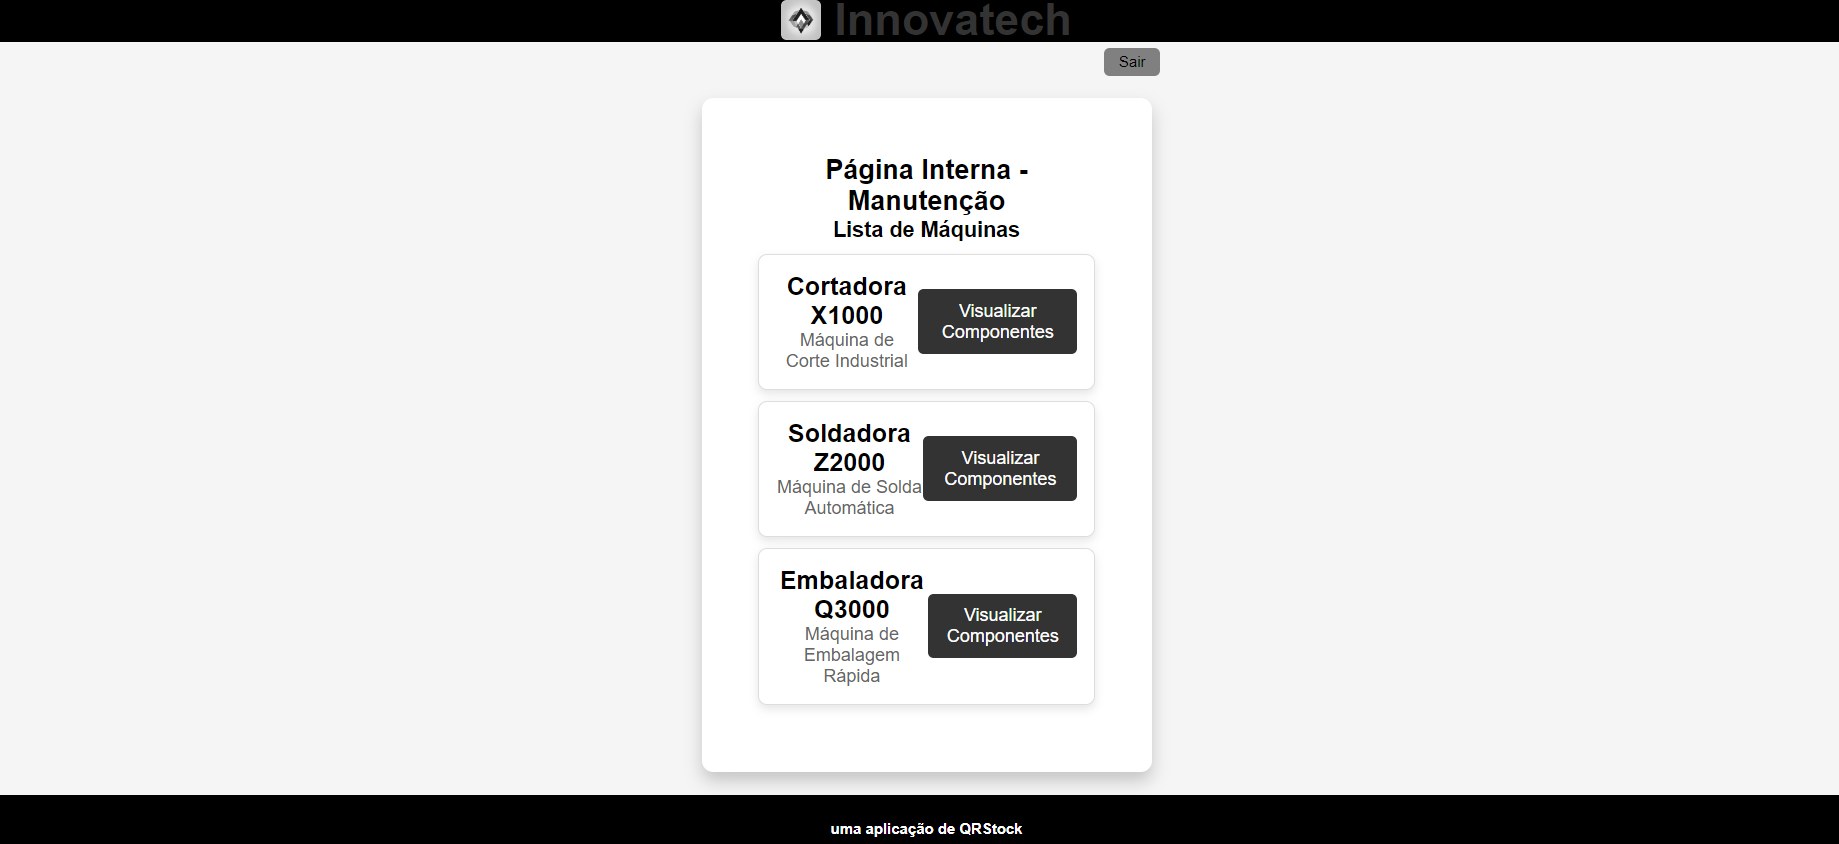 Innovatech
Sair
Página Interna -
Manutenção
Lista de Máquinas
Cortadora
X1000
Máquina de
Corte Industrial
Visualizar
Componentes
Soldadora
Z2000
Máquina de Solda
Automática
Visualizar
Componentes
Embaladora
Q3000
Máquina de
Embalagem
Rápida
Visualizar
Componentes
uma aplicação de QRStock